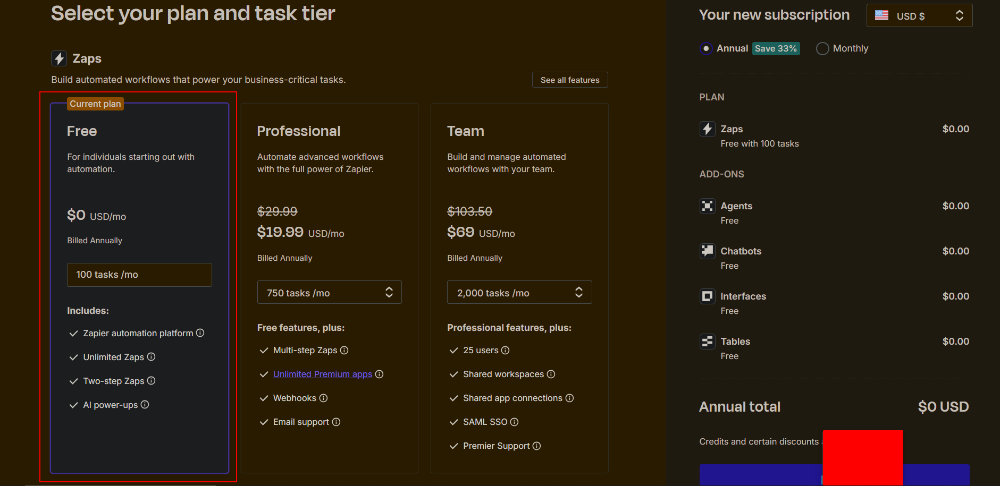 Select your plan and task tier
Zaps
Build automated workflows that power your business-critical tasks.
See all features
Current plan
Free
For individuals starting out with
automation.
$0 USD/mo
Billed Annually
100 tasks /mo
Includes:
Zapier automation platform
Unlimited Zaps
Two-step Zaps
AI power-ups
Professional
Automate advanced workflows
with the full power of Zapier.
$29.99
$19.99 USD/mo
Billed Annually
750 tasks /mo
Free features, plus:
Multi-step Zaps
Unlimited Premium apps
Webhooks
Email support
Team
Build and manage automated
workflows with your team.
$103.50
$69 USD/mo
Billed Annually
2,000 tasks /mo
Professional features, plus:
25 users
Shared workspaces
Shared app connections
SAML SSO
Premier Support
Your new subscription
USD $
Annual Save 33% Monthly
PLAN
Zaps $0.00
Free with 100 tasks
ADD-ONS
Agents $0.00
Free
Chatbots $0.00
Free
Interfaces $0.00
Free
Tables $0.00
Free
Annual total $0 USD
Credits and certain discounts